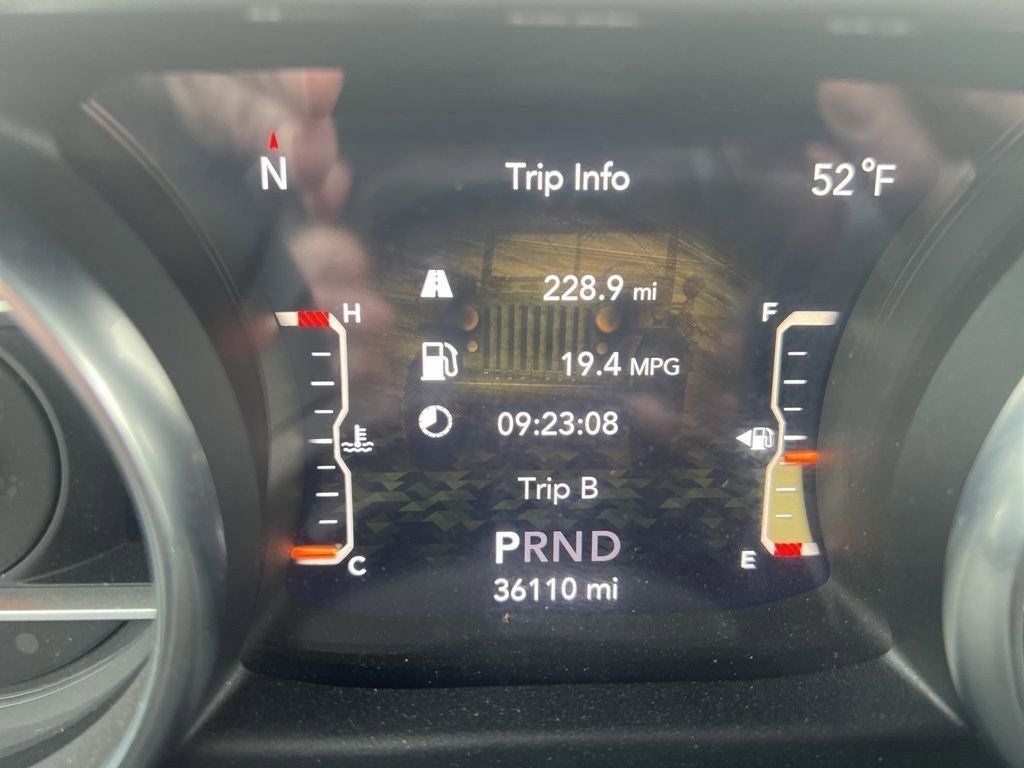 N Trip Info 52°F
228.9 mi
H F
19.4 MPG
09:23:08
Trip B
PRND
C E
36110 mi